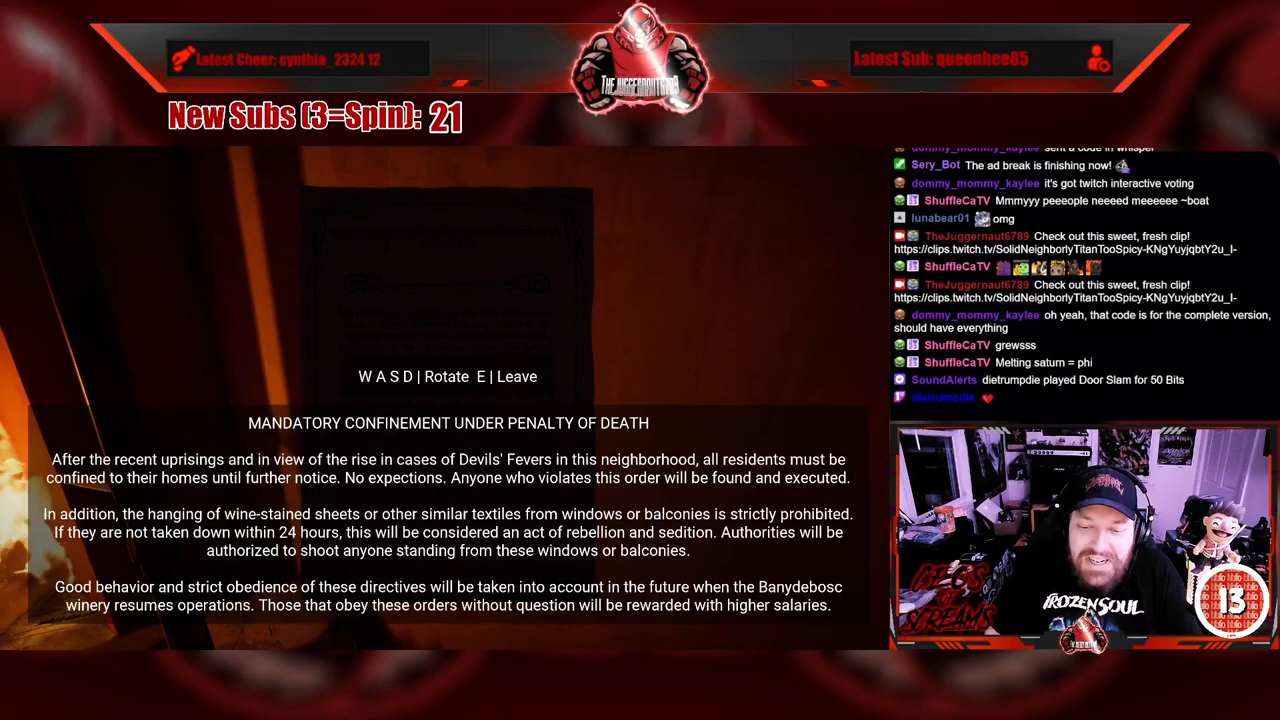 Latest Cheer: cynthia_2324 12
THEJUGGERNAUT6789
Latest Sub: queenbee85
New Subs (3=Spin): 21
dommy_mommy_kaylee sent a code in whisper
Sery_Bot The ad break is finishing now!
dommy_mommy_kaylee it's got twitch interactive voting
ShuffleCaTV Mmmyyy peeeople neeeed meeeeee ~boat
lunabear01 omg
TheJuggernaut6789 Check out this sweet, fresh clip!
https://clips.twitch.tv/SolidNeighborlyTitanTooSpicy-KNgYuyjqbtY2u_I-
ShuffleCaTV
TheJuggernaut6789 Check out this sweet, fresh clip!
https://clips.twitch.tv/SolidNeighborlyTitanTooSpicy-KNgYuyjqbtY2u_I-
dommy_mommy_kaylee oh yeah, that code is for the complete version,
should have everything
ShuffleCaTV grewsss
ShuffleCaTV Melting saturn = phi
SoundAlerts dietrumpdie played Door Slam for 50 Bits
dietrumpdie
W A S D | Rotate E | Leave
MANDATORY CONFINEMENT UNDER PENALTY OF DEATH
After the recent uprisings and in view of the rise in cases of Devils' Fevers in this neighborhood, all residents must be
confined to their homes until further notice. No expections. Anyone who violates this order will be found and executed.
In addition, the hanging of wine-stained sheets or other similar textiles from windows or balconies is strictly prohibited.
If they are not taken down within 24 hours, this will be considered an act of rebellion and sedition. Authorities will be
authorized to shoot anyone standing from these windows or balconies.
Good behavior and strict obedience of these directives will be taken into account in the future when the Banydebosc
winery resumes operations. Those that obey these orders without question will be rewarded with higher salaries.
OF
SCREAMS
FROZEN SOUL
13